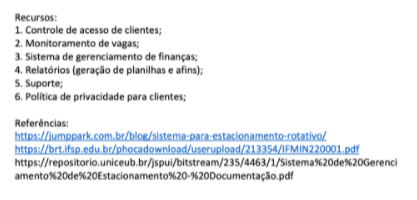 Recursos:
1. Controle de acesso de clientes;
2. Monitoramento de vagas;
3. Sistema de gerenciamento de finanças;
4. Relatórios (geração de planilhas e afins);
5. Suporte;
6. Política de privacidade para clientes;
Referências:
https://jumppark.com.br/blog/sistema-para-estacionamento-rotativo/
https://brt.ifsp.edu.br/phocadownload/userupload/213354/IFMIN220001.pdf
https://repositorio.uniceub.br/jspui/bitstream/235/4463/1/Sistema%20de%20Gerenci
amento%20de%20Estacionamento%20-%20Documentação.pdf